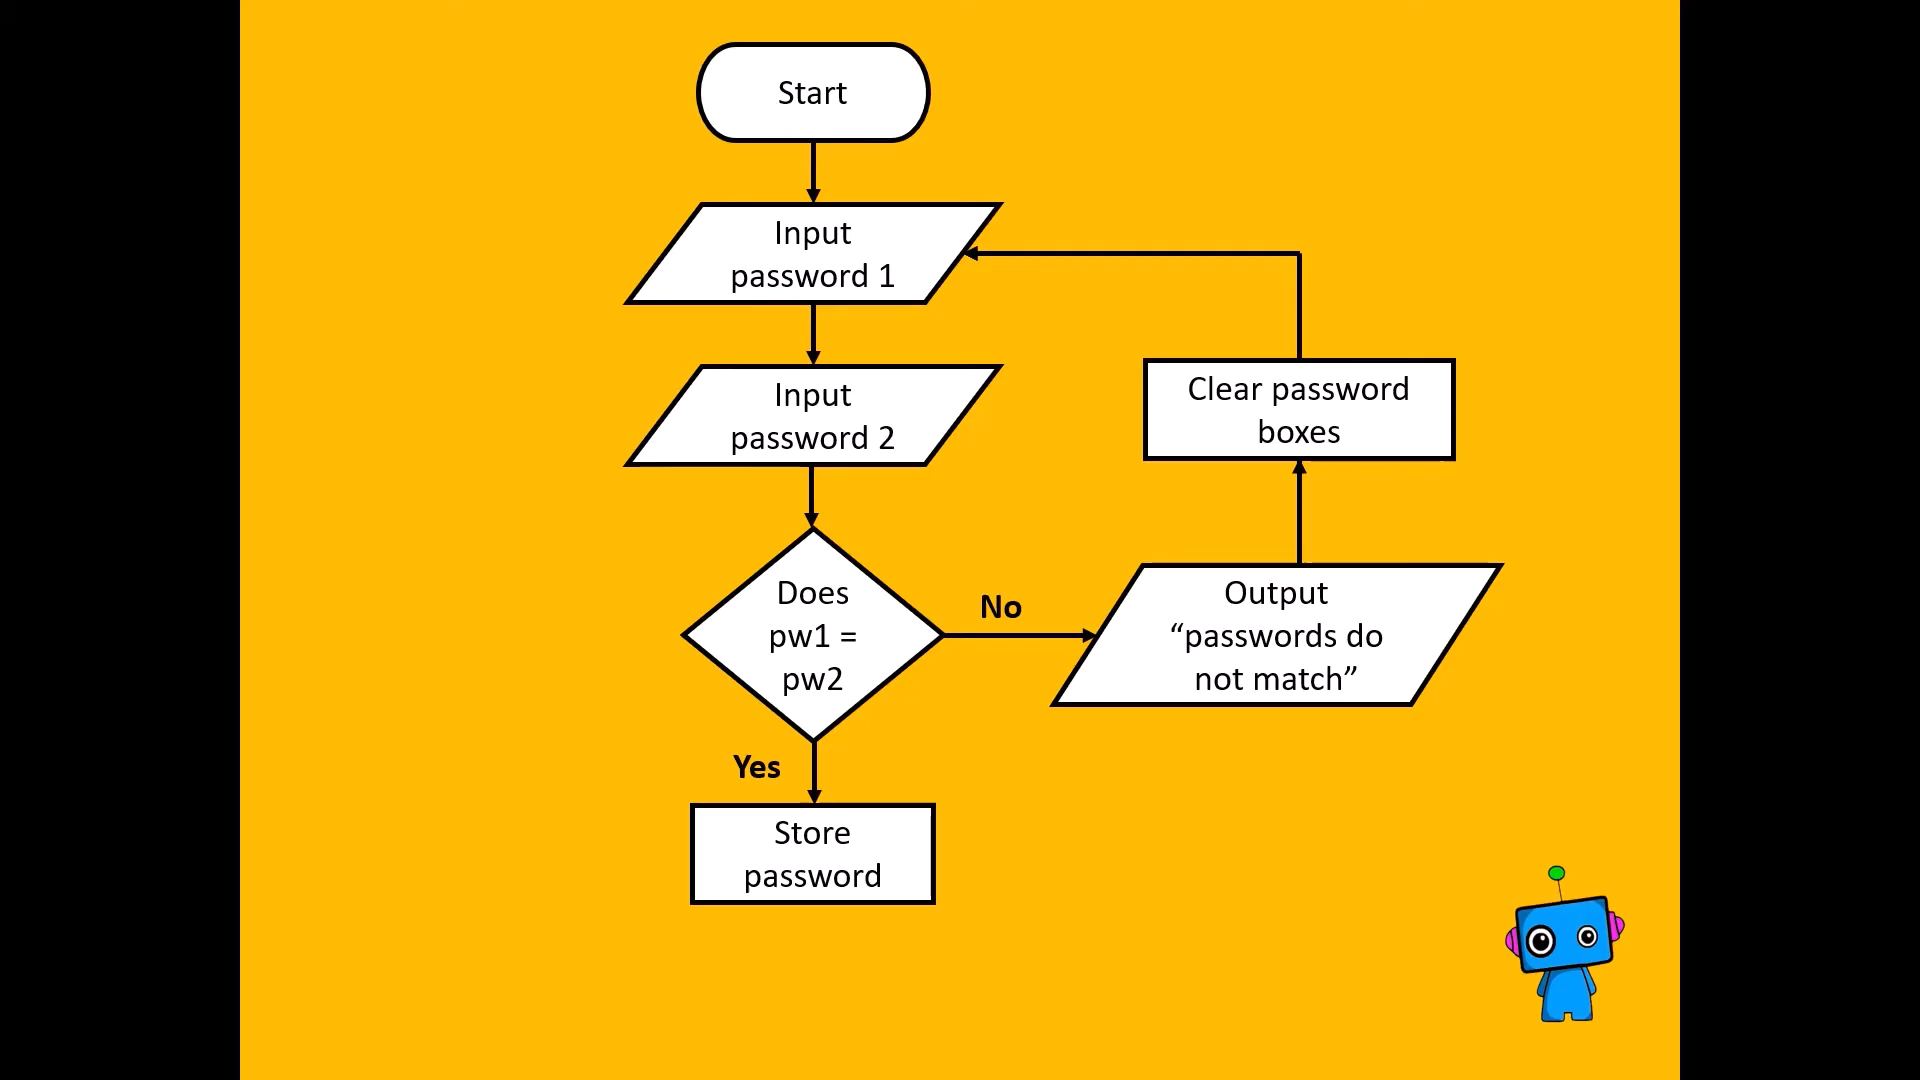 Start
Input
password 1
Input
password 2
Clear password
boxes
Does
pw1 =
pw2
No
Output
“passwords do
not match”
Yes
Store
password